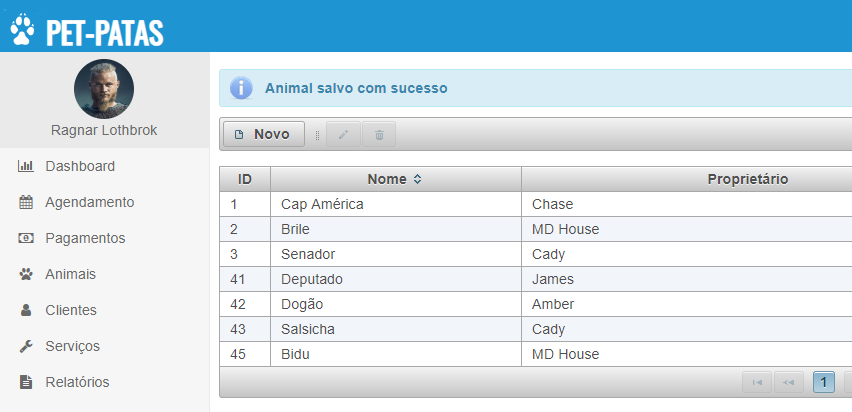 PET-PATAS
Ragnar Lothbrok
Dashboard
Agendamento
Pagamentos
Animais
Clientes
Serviços
Relatórios
Animal salvo com sucesso
Novo
ID Nome Proprietário
1 Cap América Chase
2 Brile MD House
3 Senador Cady
41 Deputado James
42 Dogão Amber
43 Salsicha Cady
45 Bidu MD House
1